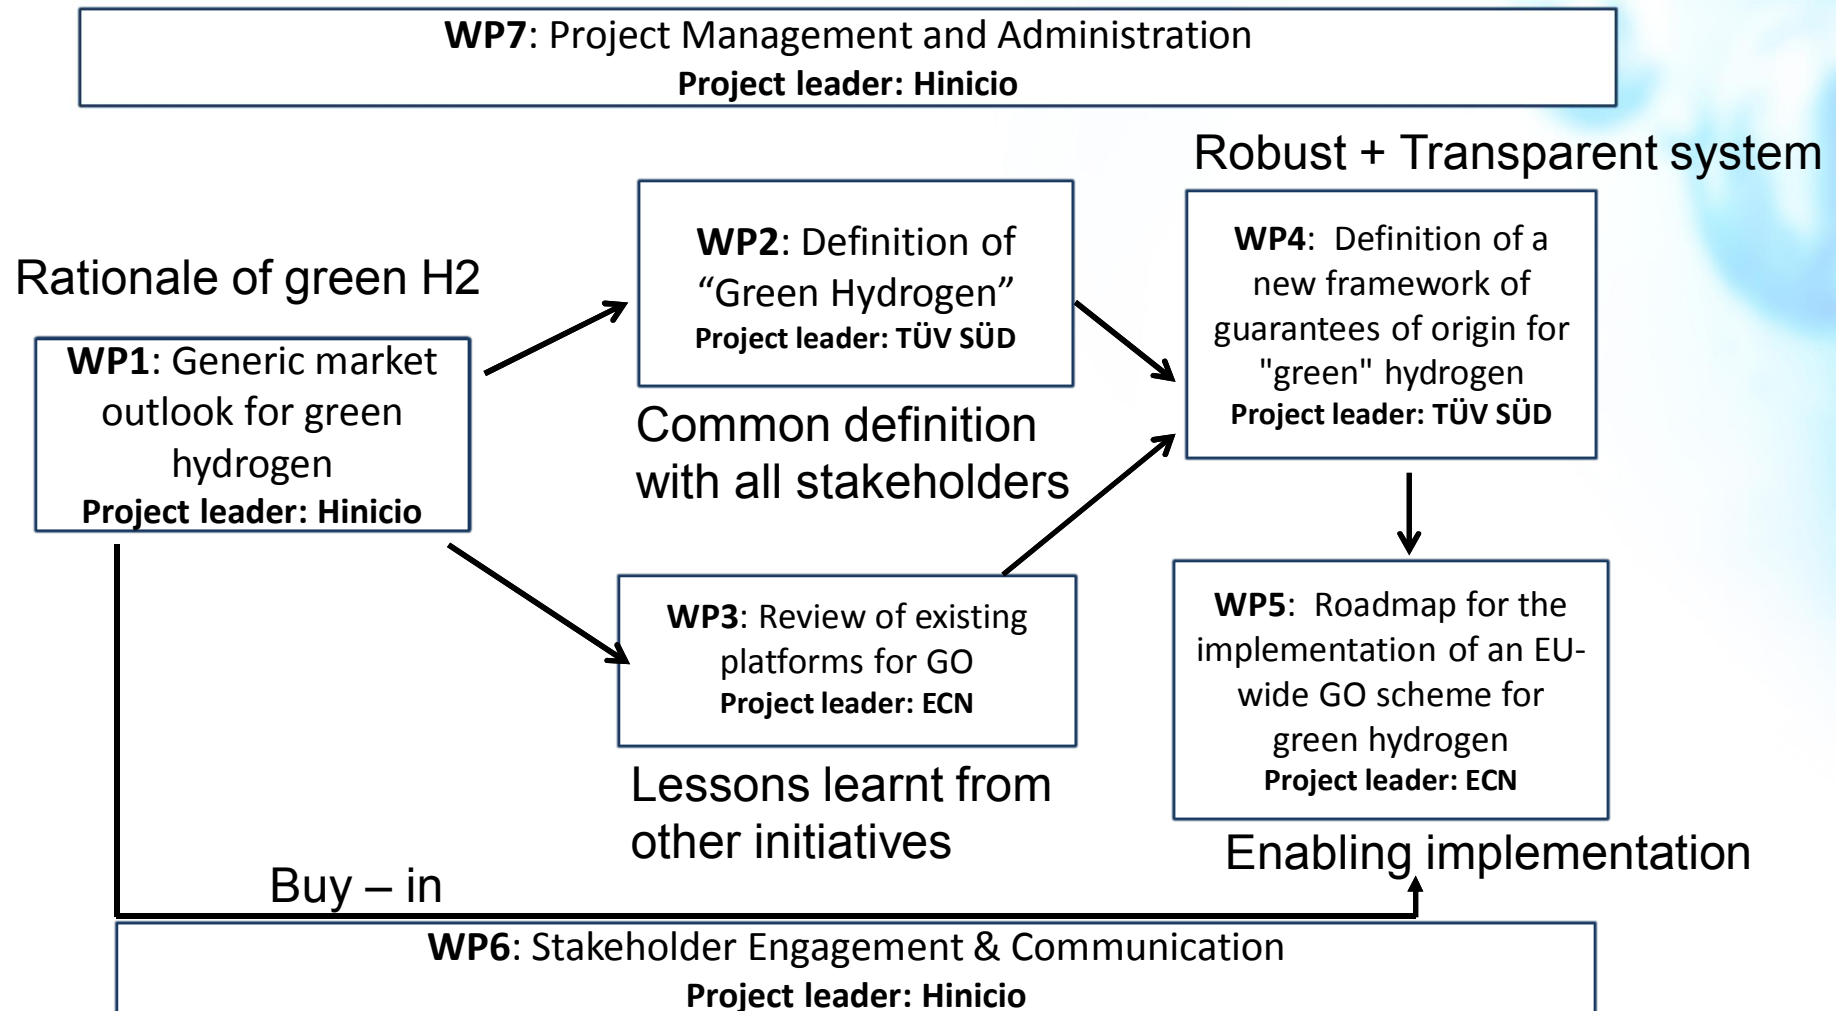 WP7: Project Management and Administration
Project leader: Hinicio
Rationale of green H2
WP1: Generic market
outlook for green
hydrogen
Project leader: Hinicio
WP2: Definition of
“Green Hydrogen”
Project leader: TÜV SÜD
Common definition
with all stakeholders
WP3: Review of existing
platforms for GO
Project leader: ECN
Lessons learnt from
other initiatives
Robust + Transparent system
WP4: Definition of a
new framework of
guarantees of origin for
"green" hydrogen
Project leader: TÜV SÜD
WP5: Roadmap for the
implementation of an EU-
wide GO scheme for
green hydrogen
Project leader: ECN
Enabling implementation
Buy – in
WP6: Stakeholder Engagement & Communication
Project leader: Hinicio